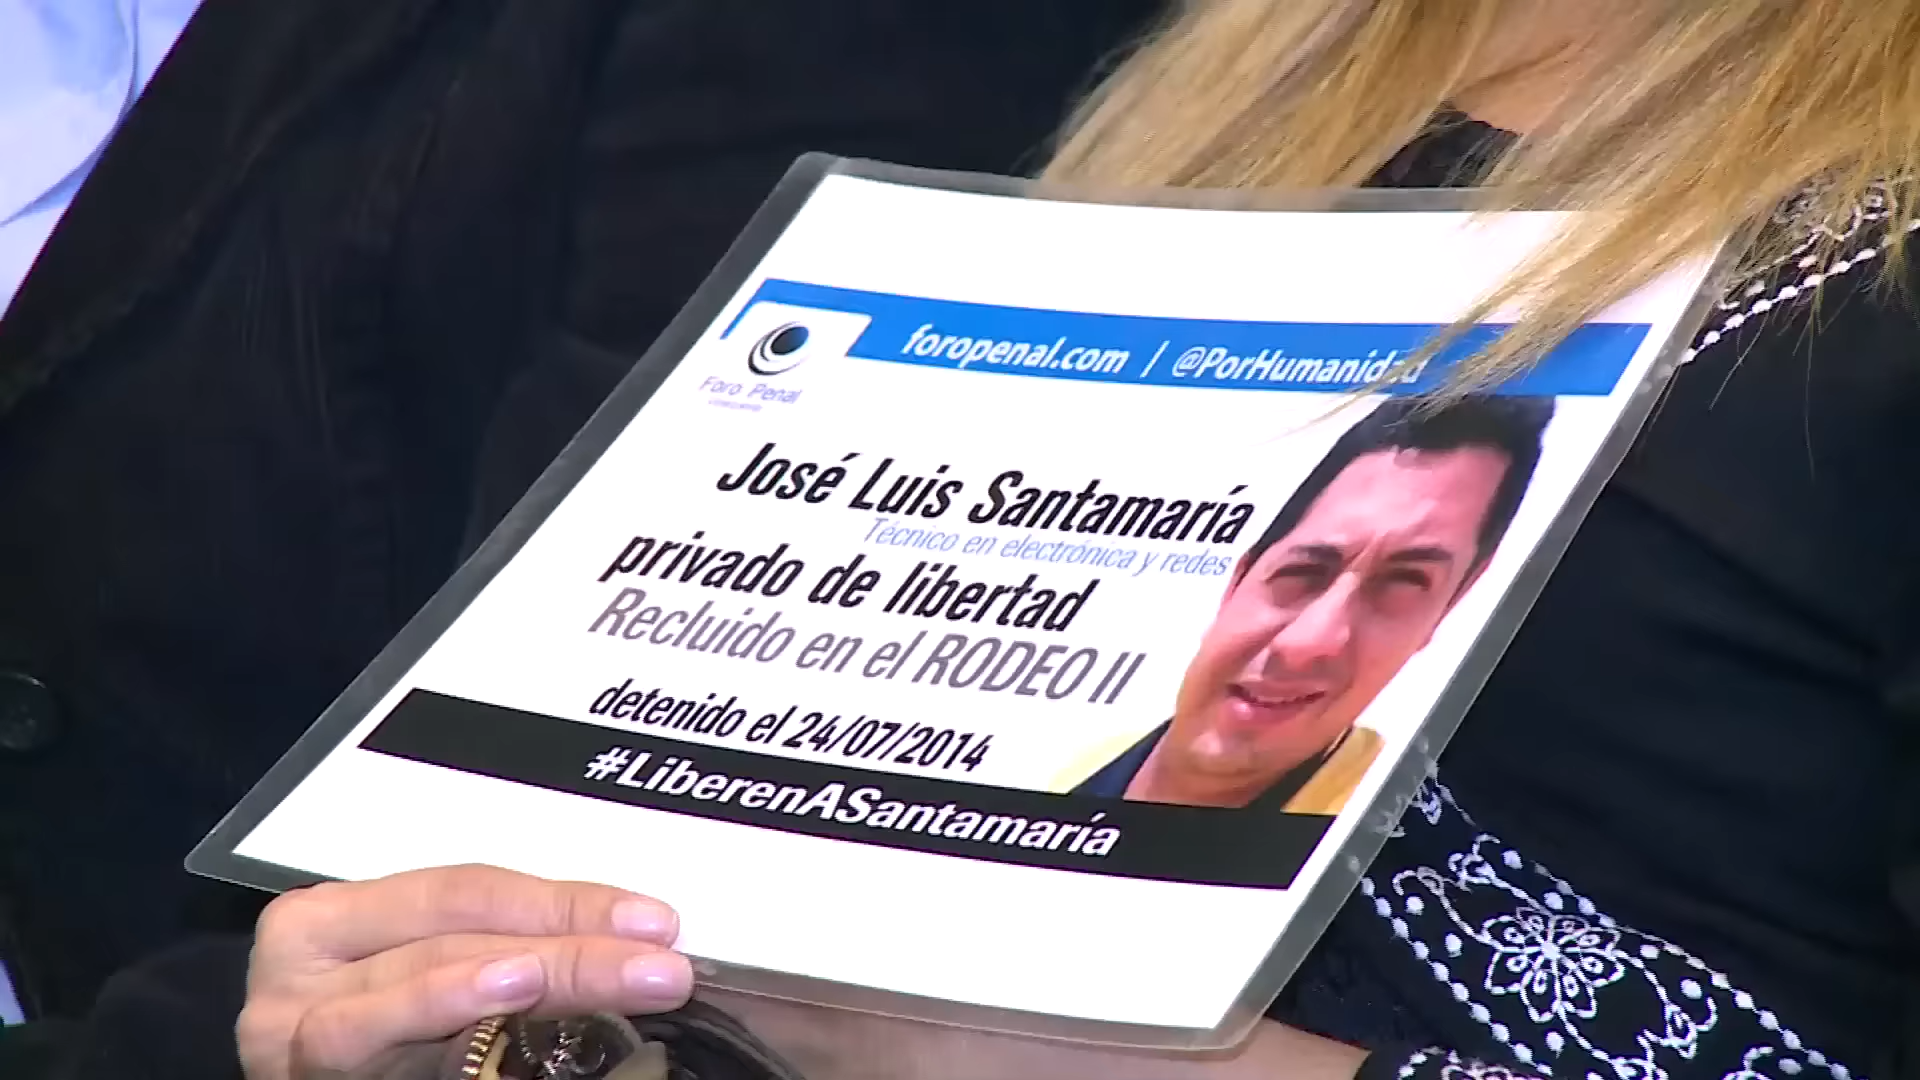 foropenal.com / @PorHumanidad
Foro Penal
José Luis Santamaría
Técnico en electrónica y redes
privado de libertad
Recluido en el RODEO II
detenido el 24/07/2014
#LiberenASantamaría